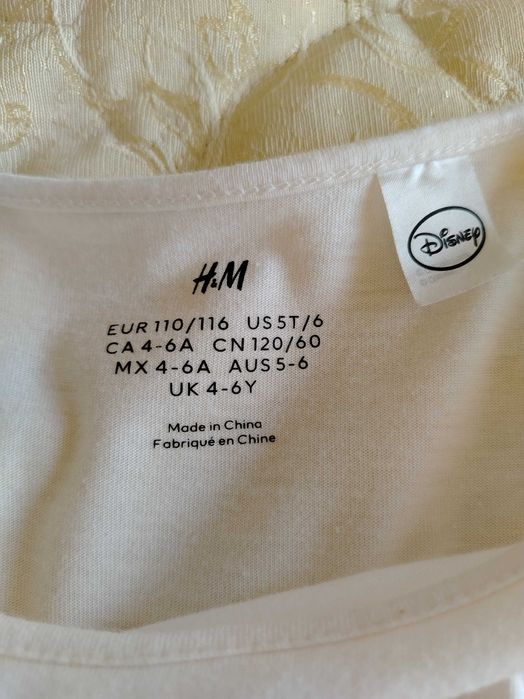 H&M
EUR 110/116 US 5T/6
CA 4-6A CN 120/60
MX 4-6A AUS 5-6
UK 4-6Y
Made in China
Fabriqué en Chine
Disney